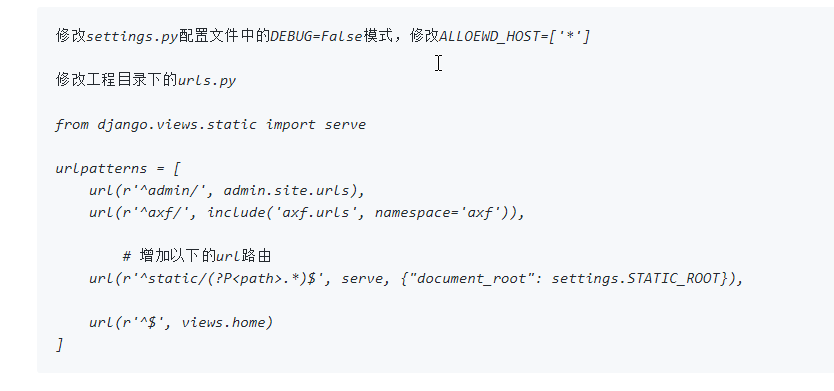 修改settings.py配置文件中的DEBUG=False模式，修改ALLOEWD_HOST=['*']
修改工程目录下的urls.py
from django.views.static import serve
urlpatterns = [
    url(r'^admin/', admin.site.urls),
    url(r'^axf/', include('axf.urls', namespace='axf')),
        # 增加以下的url路由
    url(r'^static/(?P<path>.*)$', serve, {"document_root": settings.STATIC_ROOT}),
    url(r'^$', views.home)
]